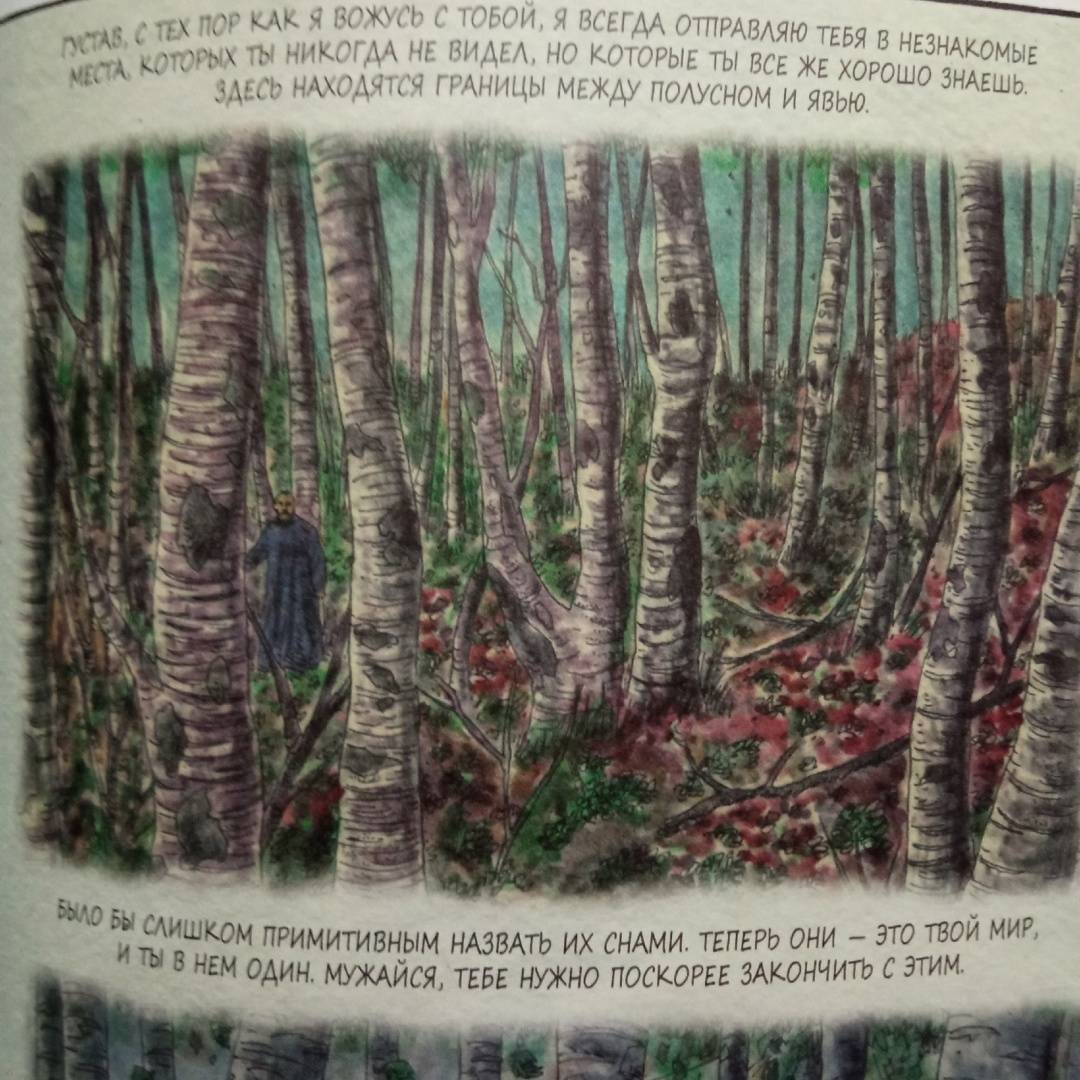 ГУСТАВ, С ТЕХ ПОР КАК Я ВОЖУСЬ С ТОБОЙ, Я ВСЕГДА ОТПРАВЛЯЮ ТЕБЯ В НЕЗНАКОМЫЕ
МЕСТА, КОТОРЫХ ТЫ НИКОГДА НЕ ВИДЕЛ, НО КОТОРЫЕ ТЫ ВСЕ ЖЕ ХОРОШО ЗНАЕШЬ.
ЗДЕСЬ НАХОДЯТСЯ ГРАНИЦЫ МЕЖДУ ПОЛУСНОМ И ЯВЬЮ.
БЫЛО БЫ СЛИШКОМ ПРИМИТИВНЫМ НАЗВАТЬ ИХ СНАМИ. ТЕПЕРЬ ОНИ – ЭТО ТВОЙ МИР,
И ТЫ В НЕМ ОДИН. МУЖАЙСЯ, ТЕБЕ НУЖНО ПОСКОРЕЕ ЗАКОНЧИТЬ С ЭТИМ.